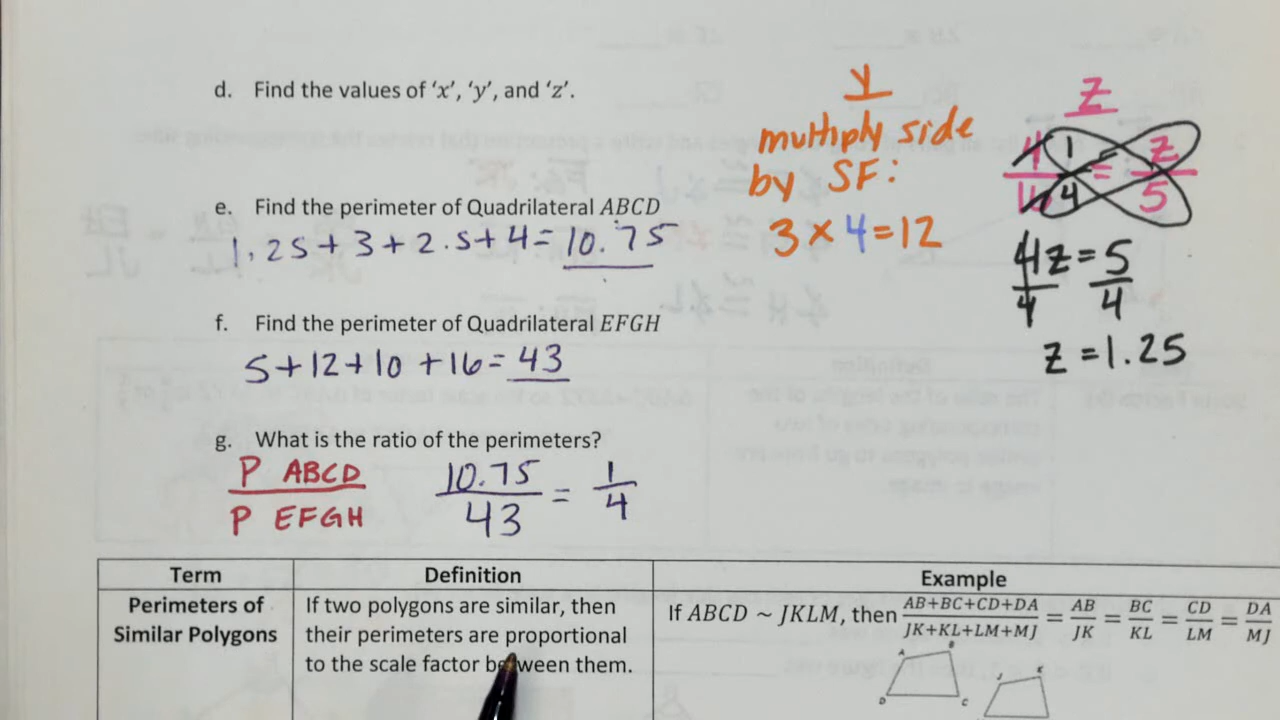 d. Find the values of 'x', 'y', and 'z'.
y
multiply side
by SF:
3 × 4 = 12
z
4/16 1/4 = z/5
4z = 5
4 4
z = 1.25
e. Find the perimeter of Quadrilateral ABCD
1.25 + 3 + 2.5 + 4 = 10.75
f. Find the perimeter of Quadrilateral EFGH
5 + 12 + 10 + 16 = 43
g. What is the ratio of the perimeters?
P ABCD
P EFGH
10.75/43 = 1/4
Term
Definition
Example
Perimeters of
Similar Polygons
If two polygons are similar, then
their perimeters are proportional
to the scale factor between them.
If ABCD ~ JKLM, then AB+BC+CD+DA/JK+KL+LM+MJ = AB/JK = BC/KL = CD/LM = DA/MJ
A
D
C
J
K